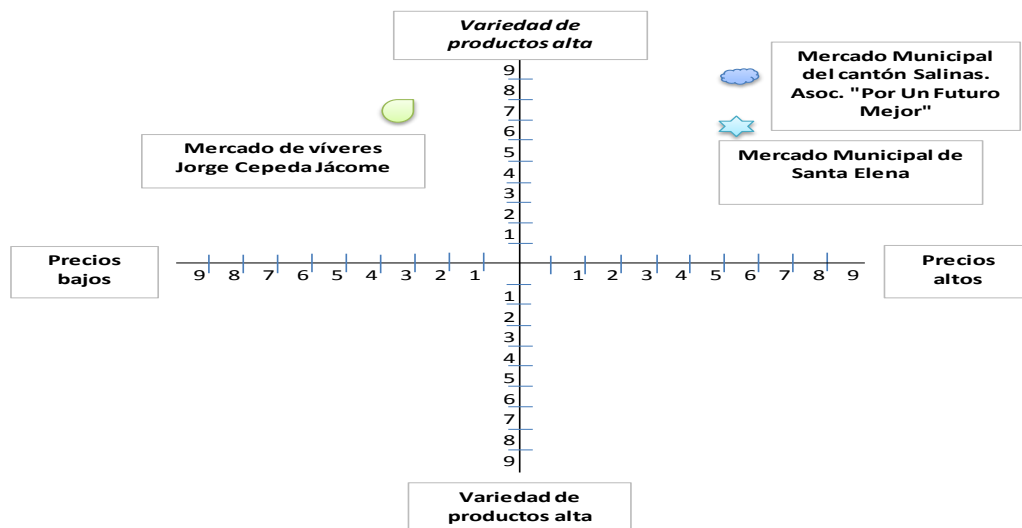 Variedad de
productos alta
Mercado Municipal
del cantón Salinas.
Asoc. "Por Un Futuro
Mejor"
Mercado de víveres
Jorge Cepeda Jácome
Mercado Municipal de
Santa Elena
9
8
7
6
5
4
3
2
1
Precios
bajos
9 8 7 6 5 4 3 2 1 1 2 3 4 5 6 7 8 9
Precios
altos
1
2
3
4
5
6
7
8
9
Variedad de
productos alta